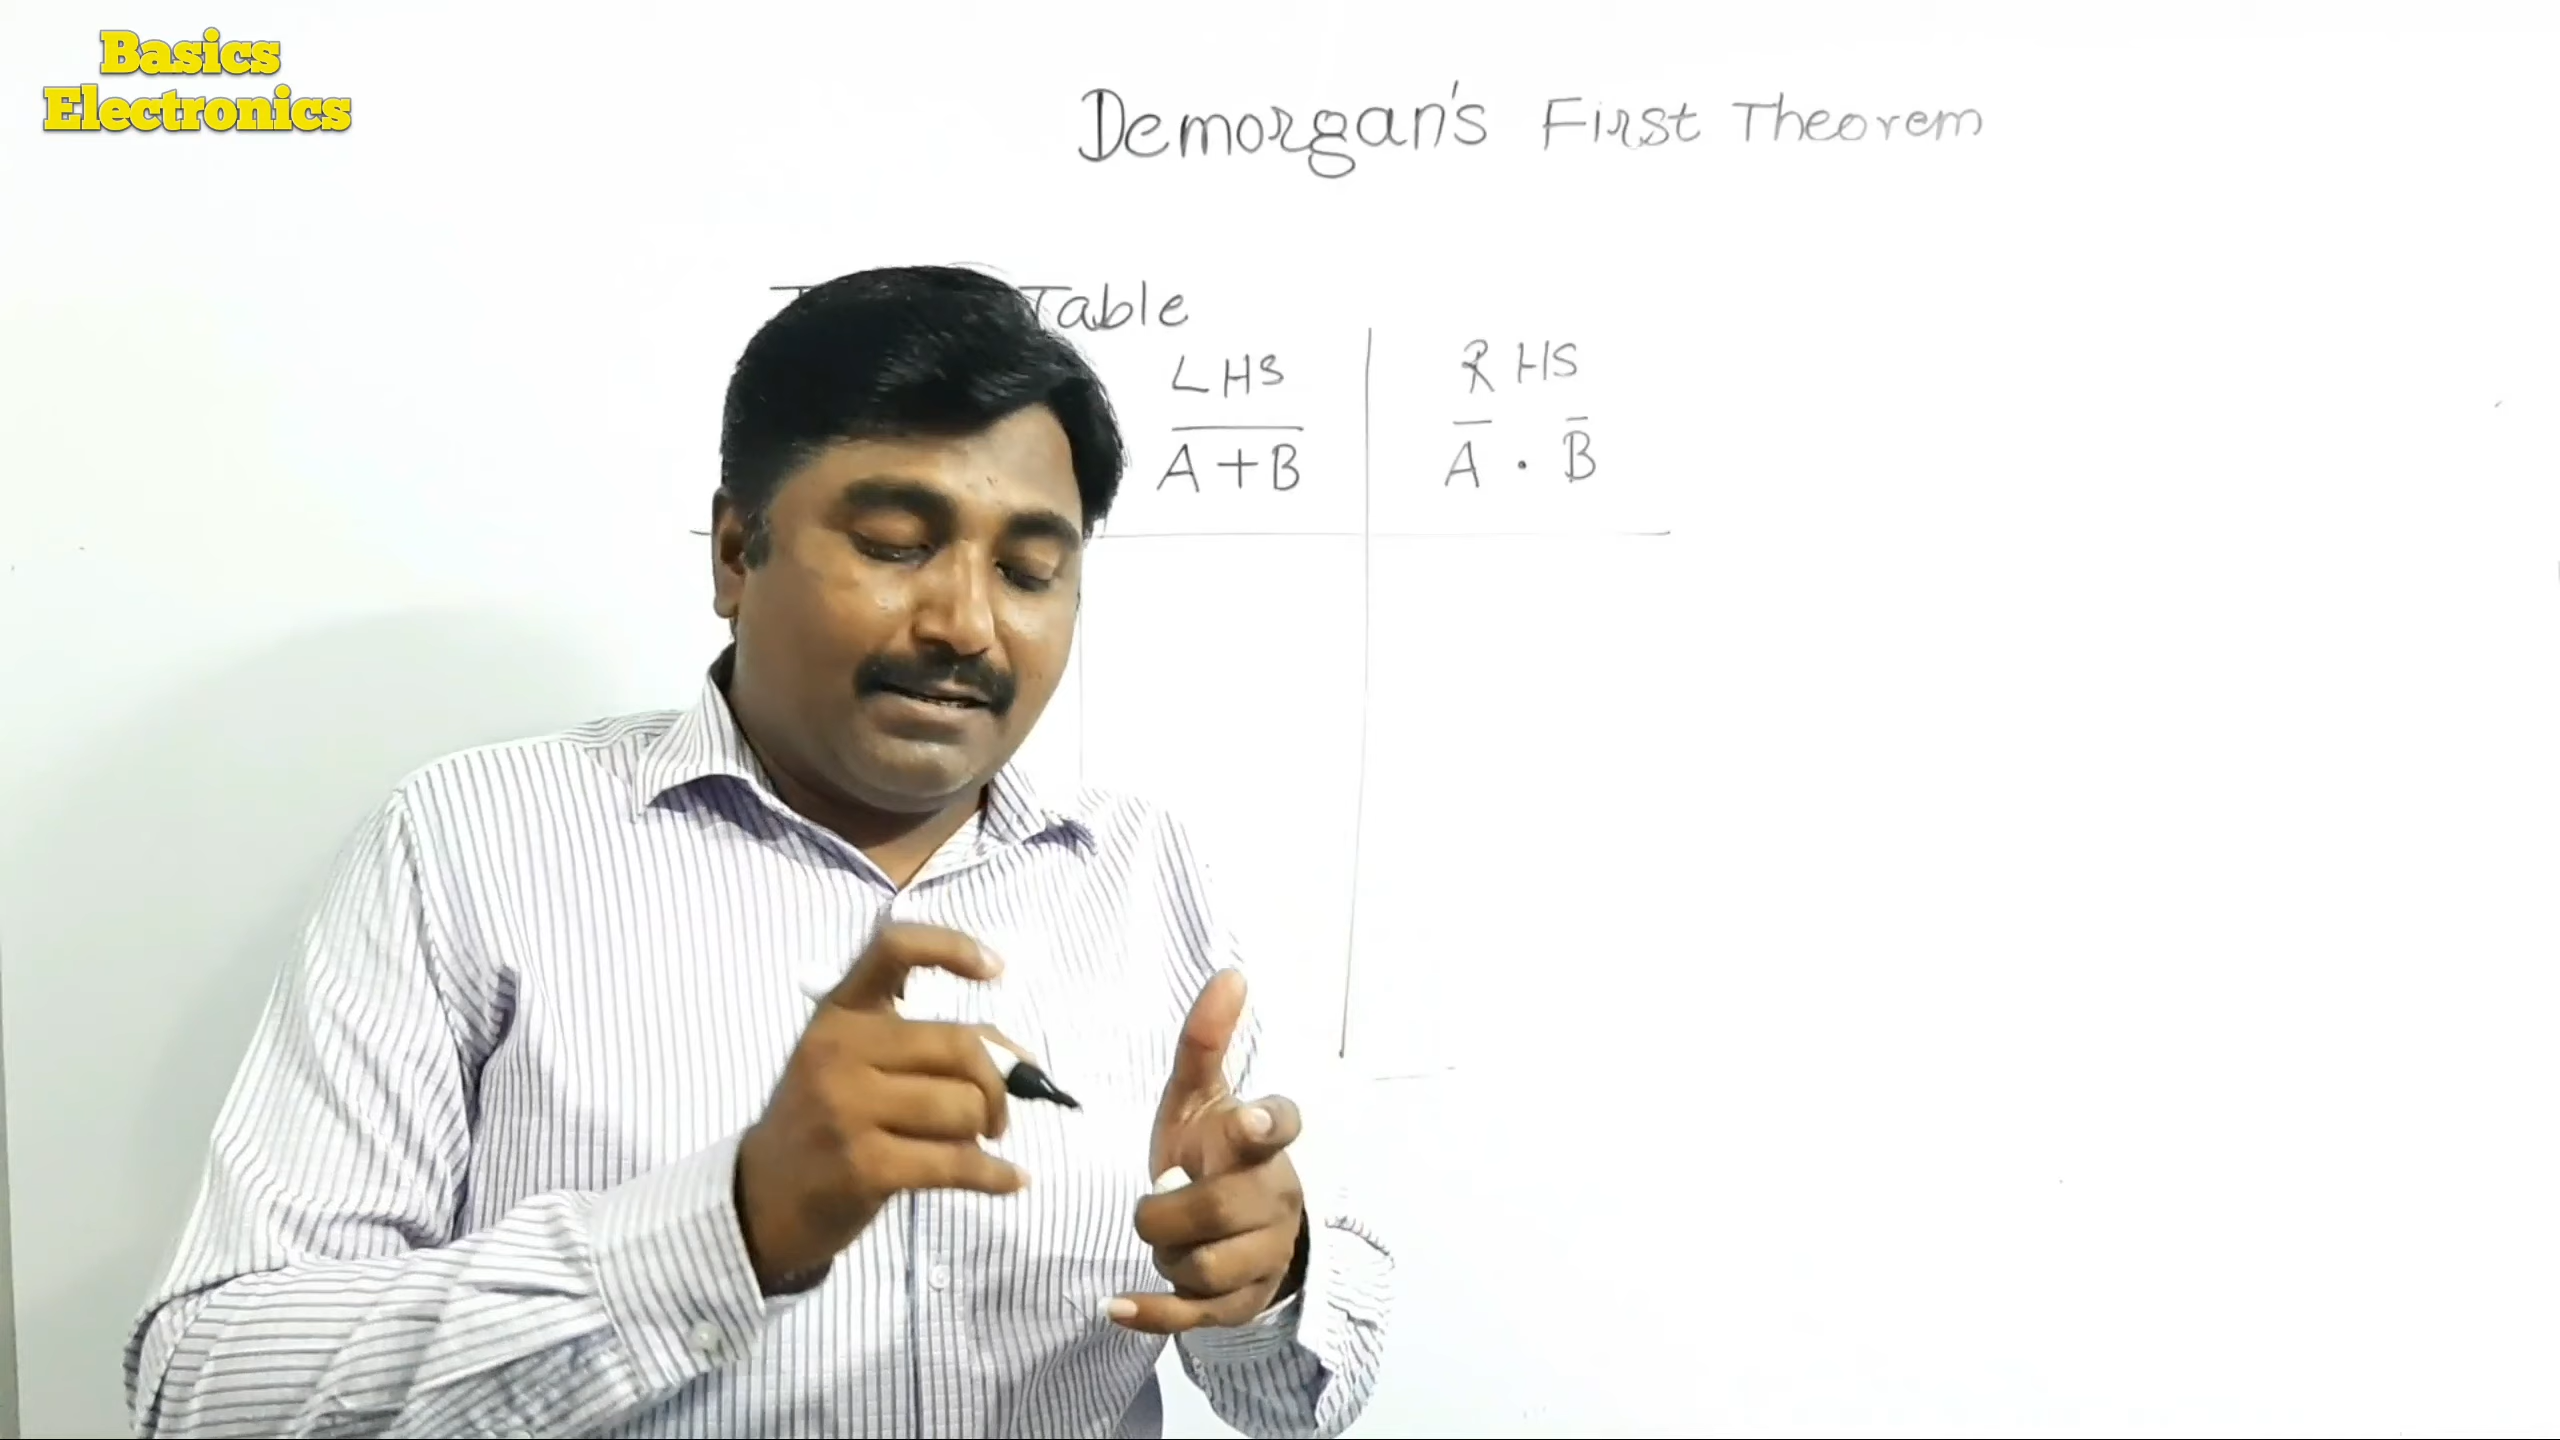 Basics
Electronics
Demorgan's First Theorem
Table
LHS
RHS
A̅+̅B̅
A̅ . B̅